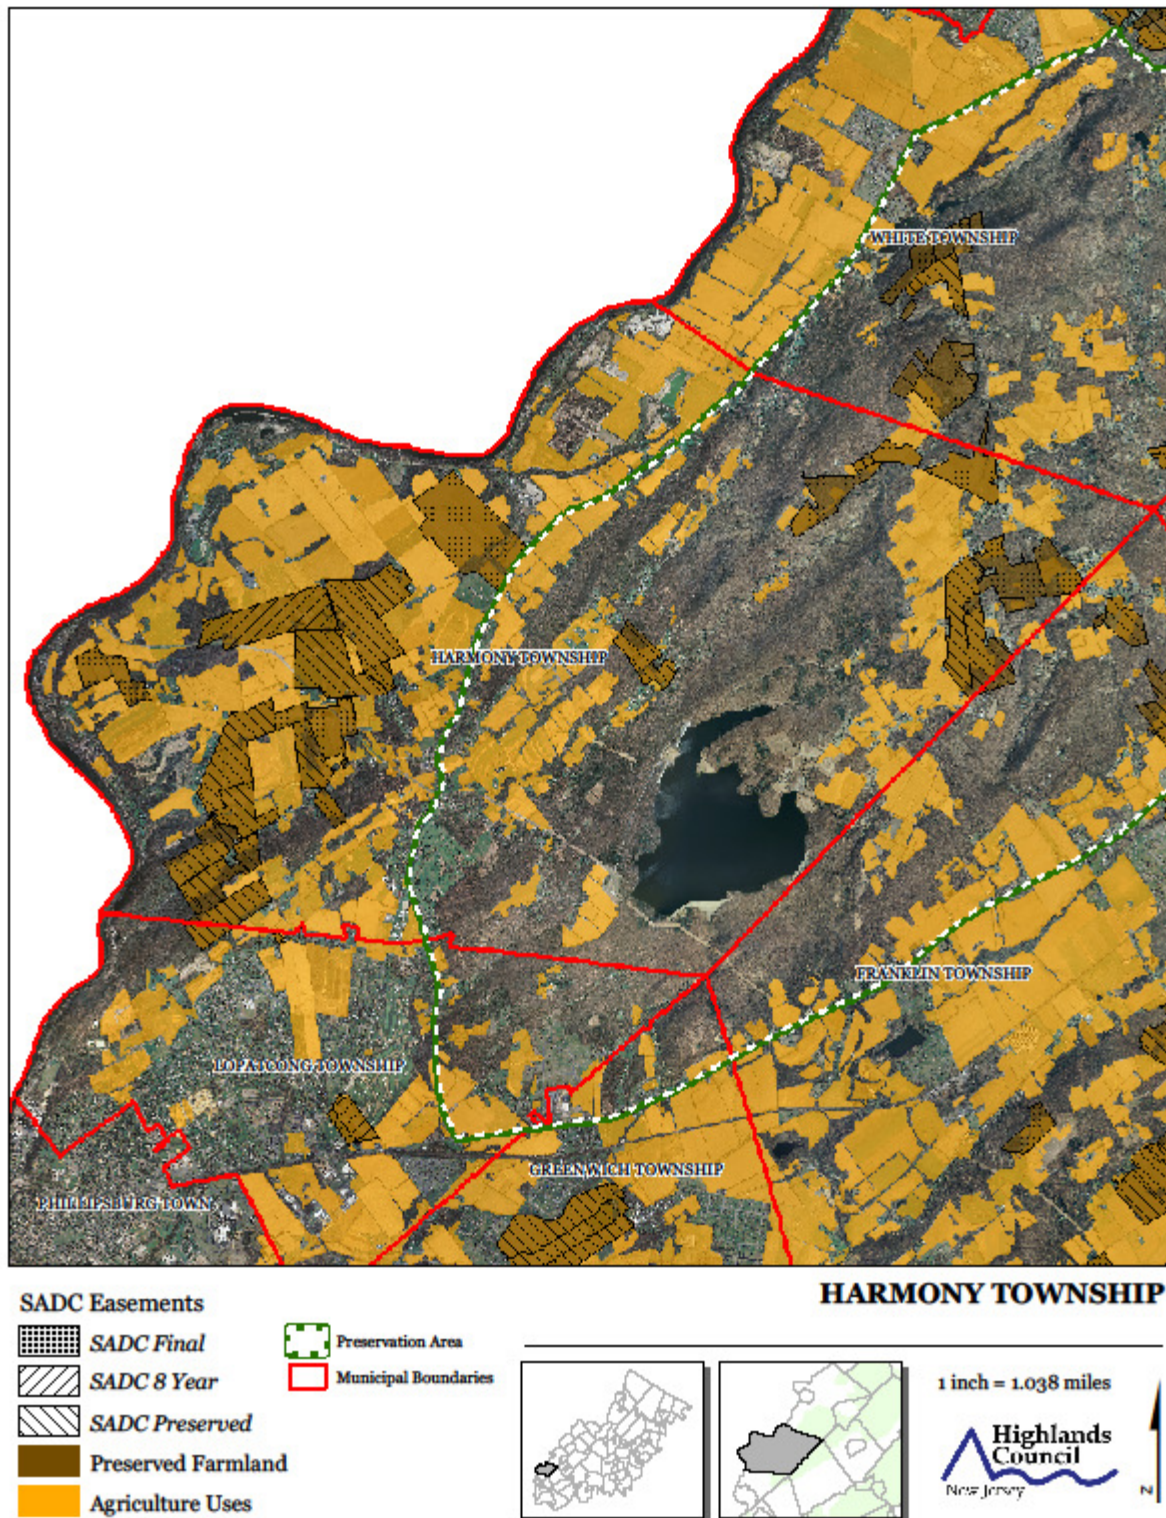 WHITE TOWNSHIP
HARMONY TOWNSHIP
FRANKLIN TOWNSHIP
LOPATCONG TOWNSHIP
GREENWICH TOWNSHIP
PHILLIPSBURG TOWN
HARMONY TOWNSHIP
SADC Easements
SADC Final
SADC 8 Year
SADC Preserved
Preserved Farmland
Agriculture Uses
Preservation Area
Municipal Boundaries
1 inch = 1.038 miles
Highlands
Council
New Jersey
N